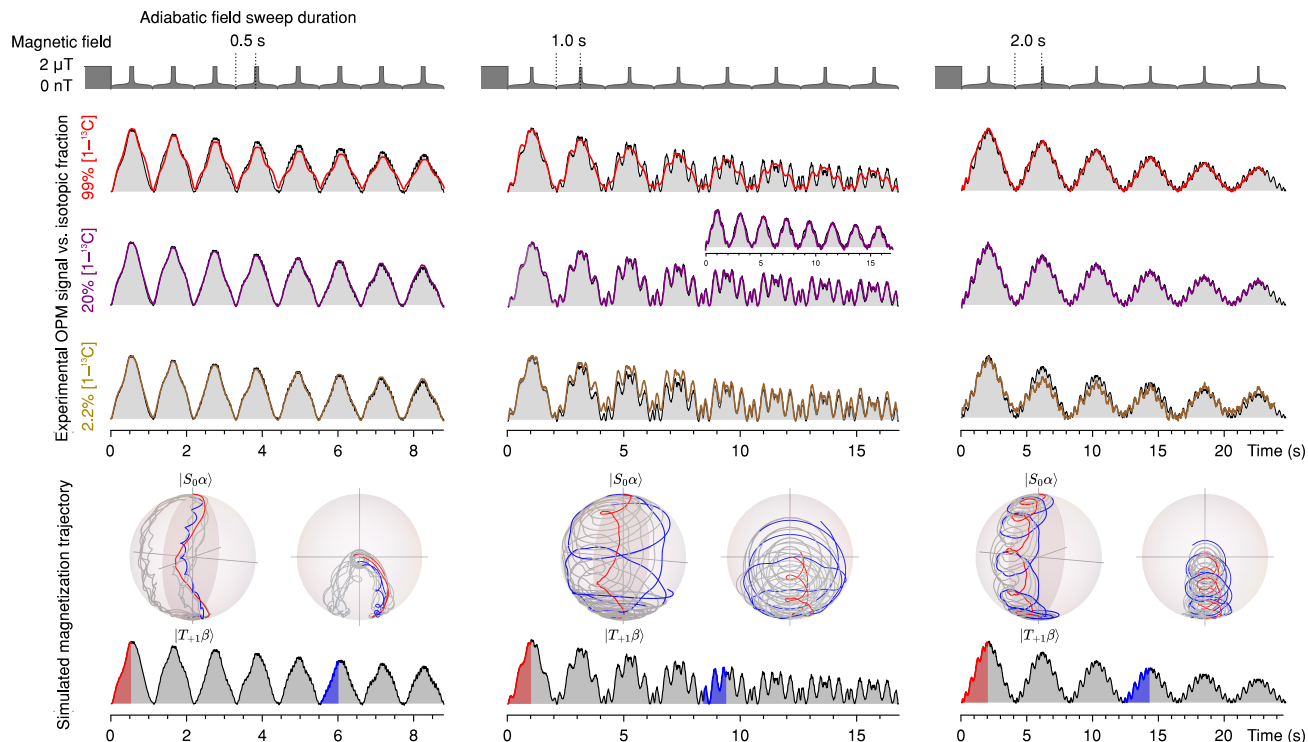 Adiabatic field sweep duration
Magnetic field
0.5 s
1.0 s
2.0 s
2 µT
0 nT
Experimental OPM signal vs. isotopic fraction
99% [1–¹³C]
20% [1–¹³C]
2.2% [1–¹³C]
0 5 10 15
0 2 4 6 8
0 5 10 15
0 5 10 15 20 Time (s)
Simulated magnetization trajectory
|S₀α⟩
|S₀α⟩
|S₀α⟩
|T₊₁β⟩
|T₊₁β⟩
|T₊₁β⟩
0 2 4 6 8
0 5 10 15
0 5 10 15 20 Time (s)